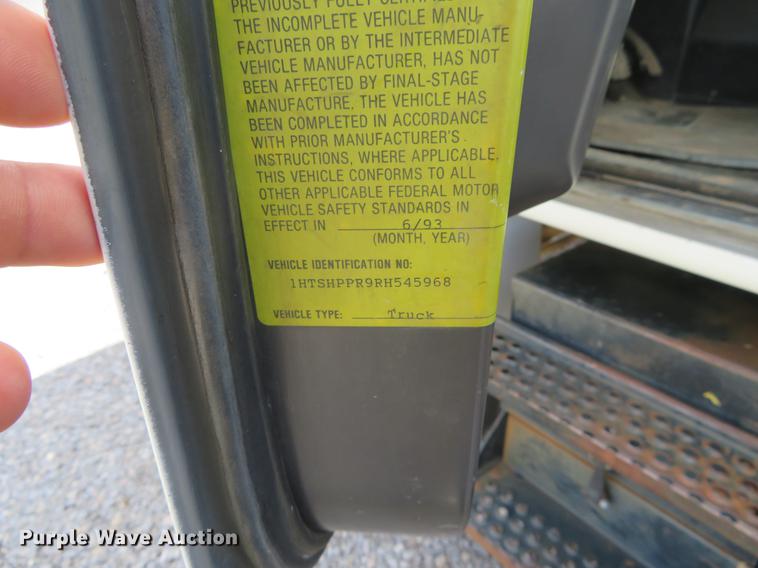 PREVIOUSLY FULLY CERTIFIED
THE INCOMPLETE VEHICLE MANU
FACTURER OR BY THE INTERMEDIATE
VEHICLE MANUFACTURER, HAS NOT
BEEN AFFECTED BY FINAL-STAGE
MANUFACTURE. THE VEHICLE HAS
BEEN COMPLETED IN ACCORDANCE
WITH PRIOR MANUFACTURER'S
INSTRUCTIONS, WHERE APPLICABLE.
THIS VEHICLE CONFORMS TO ALL
OTHER APPLICABLE FEDERAL MOTOR
VEHICLE SAFETY STANDARDS IN
EFFECT IN 6/93
(MONTH, YEAR)
VEHICLE IDENTIFICATION NO:
1HTSHPPR9RH545968
VEHICLE TYPE: Truck
Purple Wave Auction